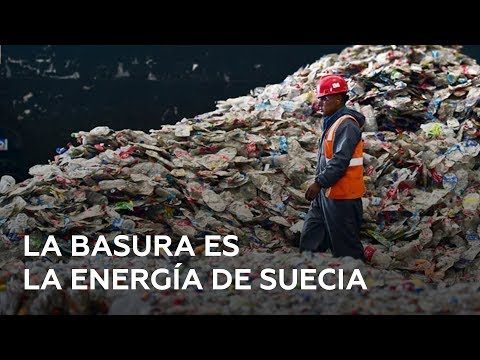 LA BASURA ES
LA ENERGÍA DE SUECIA